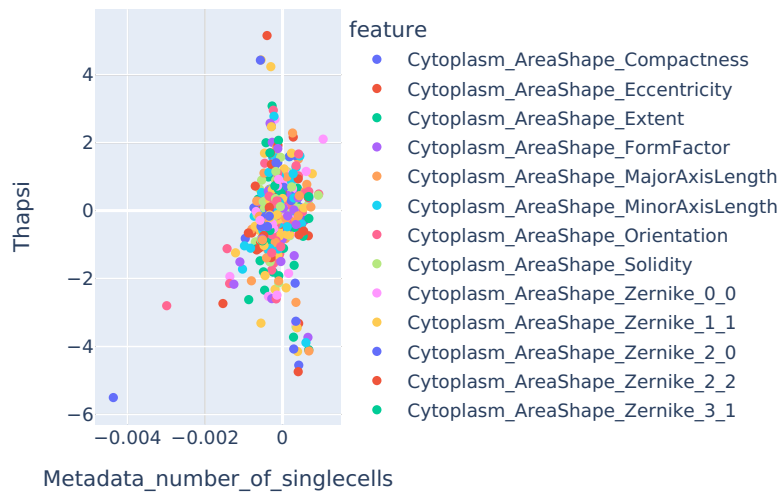 feature
Cytoplasm_AreaShape_Compactness
Cytoplasm_AreaShape_Eccentricity
Cytoplasm_AreaShape_Extent
Cytoplasm_AreaShape_FormFactor
Cytoplasm_AreaShape_MajorAxisLength
Cytoplasm_AreaShape_MinorAxisLength
Cytoplasm_AreaShape_Orientation
Cytoplasm_AreaShape_Solidity
Cytoplasm_AreaShape_Zernike_0_0
Cytoplasm_AreaShape_Zernike_1_1
Cytoplasm_AreaShape_Zernike_2_0
Cytoplasm_AreaShape_Zernike_2_2
Cytoplasm_AreaShape_Zernike_3_1
Thapsi
4
2
0
−2
−4
−6
−0.004 −0.002 0
Metadata_number_of_singlecells